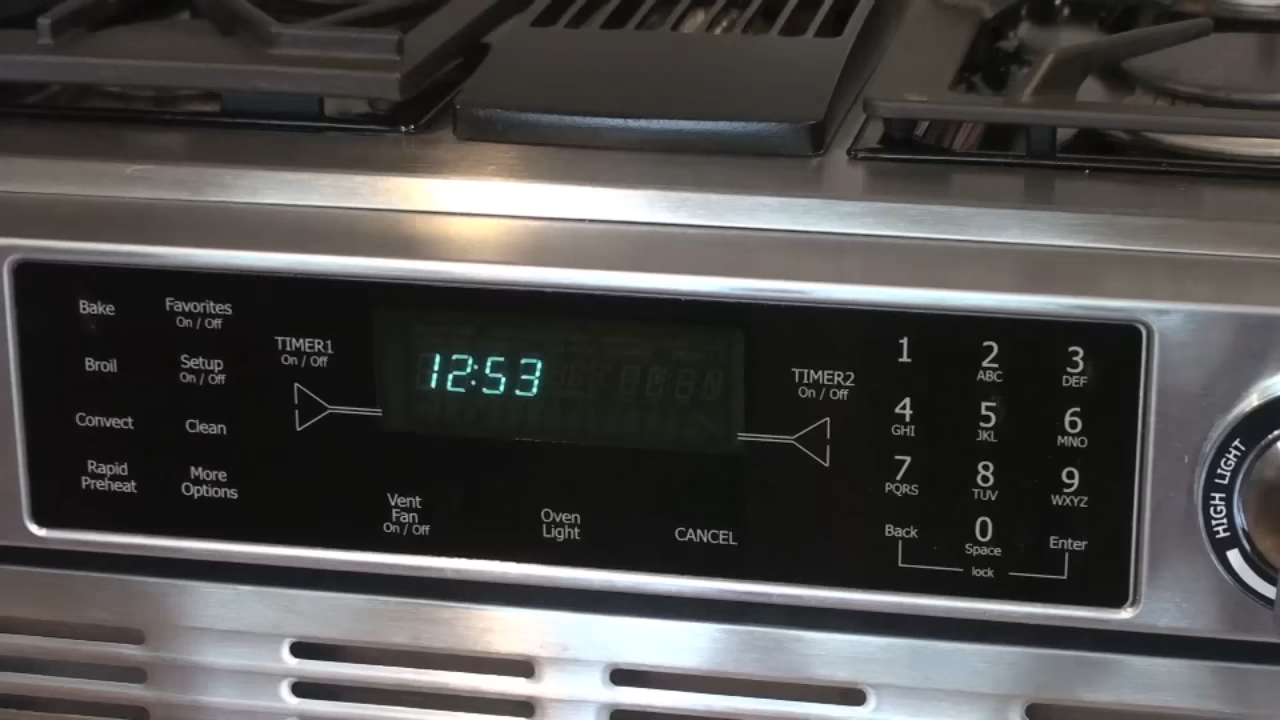 Bake
Favorites
On / Off
Broil
Setup
On / Off
Convect
Clean
Rapid
Preheat
More
Options
TIMER1
On / Off
12:53
TIMER2
On / Off
Vent
Fan
On / Off
Oven
Light
CANCEL
1
2
ABC
3
DEF
4
GHI
5
JKL
6
MNO
7
PQRS
8
TUV
9
WXYZ
Back
0
Space
Enter
lock
HIGH LIGHT